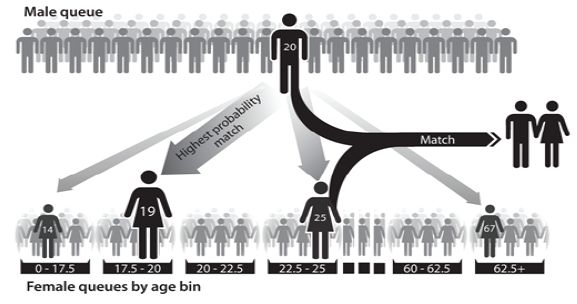 Male queue
20
Highest probability
match
Match
14
19
25
67
0 - 17.5
17.5 - 20
20 - 22.5
22.5 - 25
60 - 62.5
62.5+
Female queues by age bin